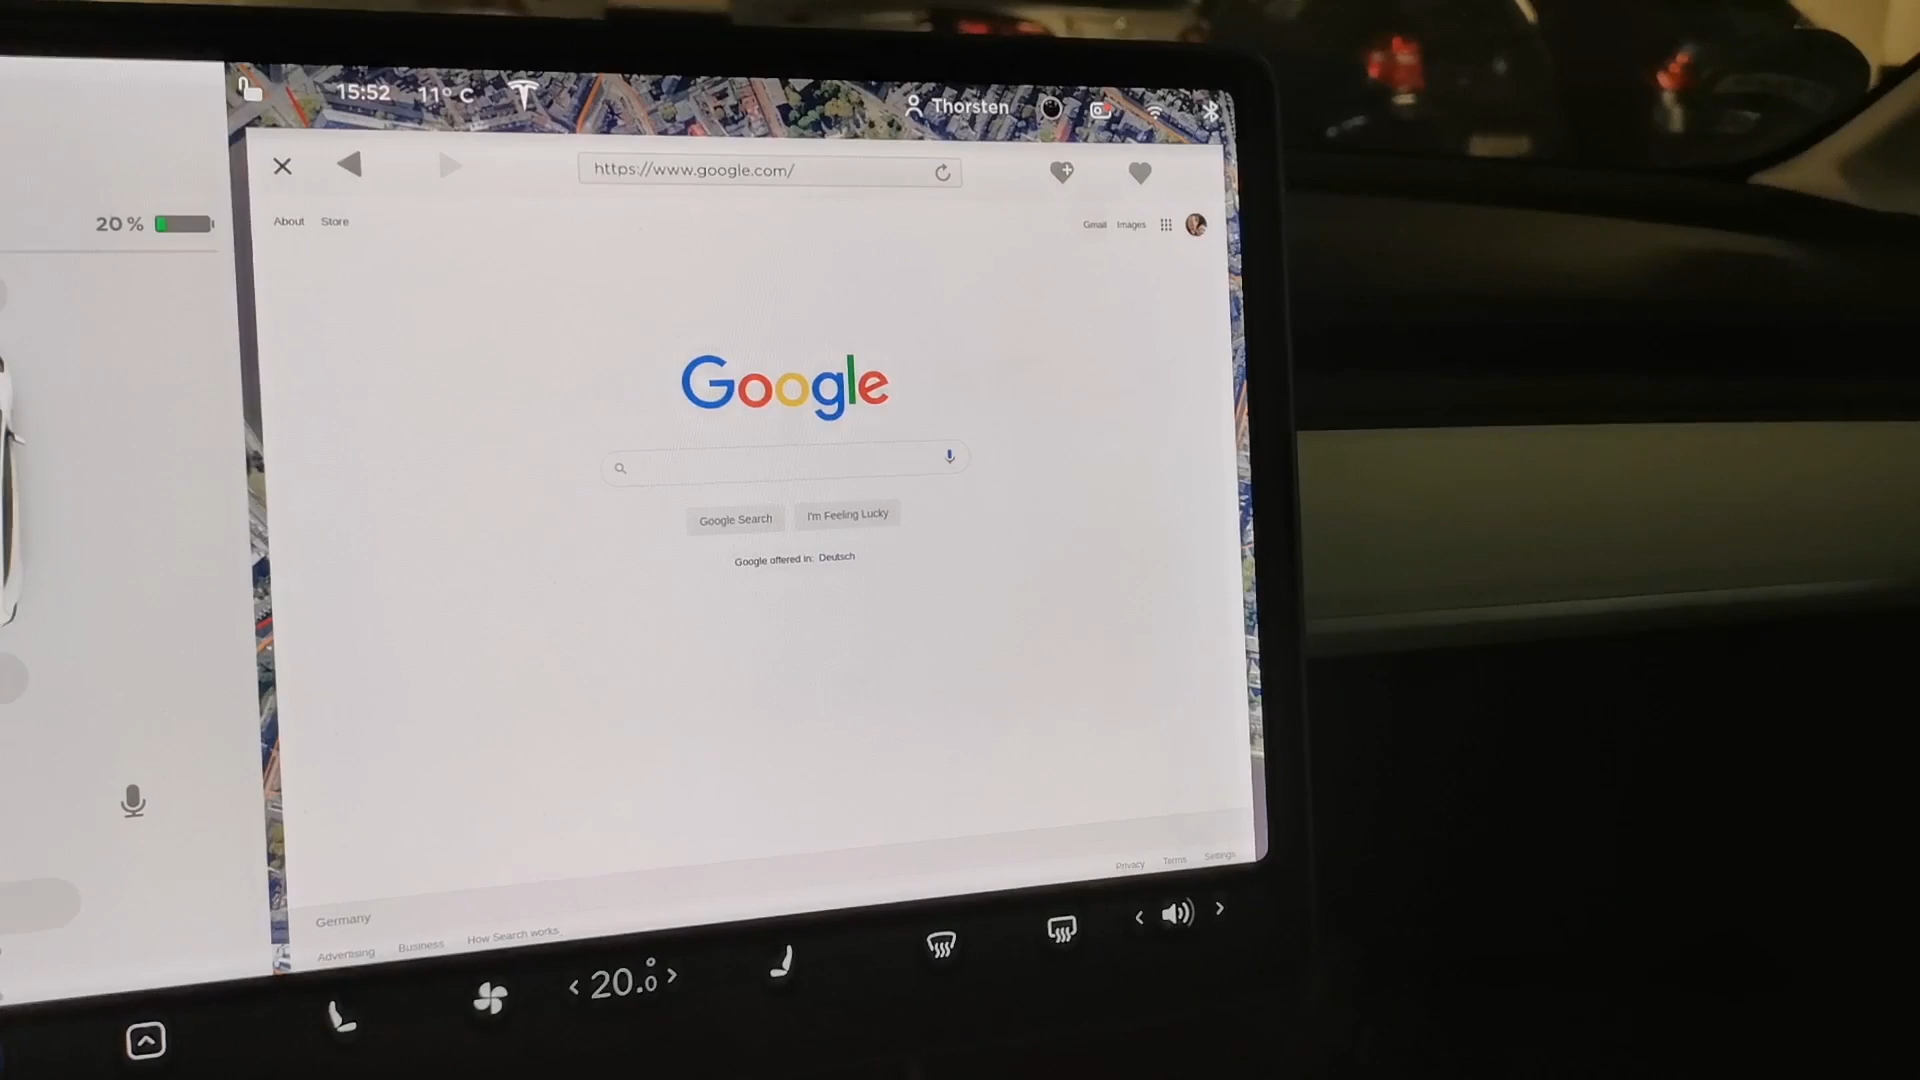 15:52 11° C Thorsten
https://www.google.com/
20 %
About Store Gmail Images
Google
Google Search I'm Feeling Lucky
Google offered in: Deutsch
Germany
Advertising Business How Search works
Privacy Terms Settings
20.0°